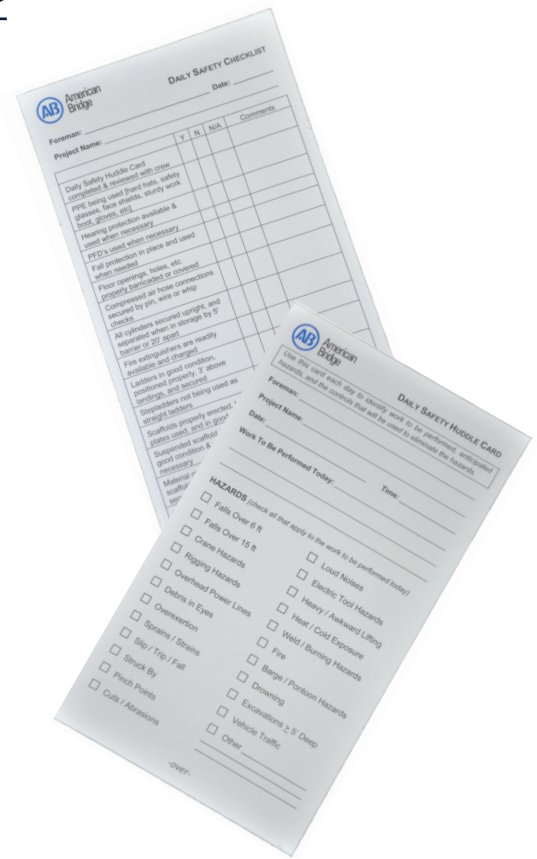 AB American
Bridge
DAILY SAFETY CHECKLIST
Foreman:
Date:
Project Name:
Y N N/A Comments
Daily Safety Huddle Card
completed & reviewed with crew
PPE being used [hard hats, safety
glasses, face shields, sturdy work
boot, gloves, etc]
Hearing protection available &
used when necessary
PFD's used when necessary
Fall protection in place and used
when needed
Floor openings, holes, etc.
properly barricaded or covered
Compressed air hose connections
secured by pin, wire or whip
checks
All cylinders secured upright, and
separated when in storage by 5'
barrier or 20' apart
Fire extinguishers are readily
available and charged
Ladders in good condition,
positioned properly, 3' above
landings, and secured
Stepladders not being used as
straight ladders
Scaffolds properly erected,
plates used, and in good
Suspended scaffold
good condition &
necessary
Material
AB American
Bridge
DAILY SAFETY HUDDLE CARD
Use this card each day to identify work to be performed, anticipated
hazards, and the controls that will be used to eliminate the hazards.
Foreman:
Project Name:
Date:
Time:
Work To Be Performed Today:
HAZARDS (check all that apply to the work to be performed today)
Falls Over 6 ft
Falls Over 15 ft
Crane Hazards
Rigging Hazards
Overhead Power Lines
Debris in Eyes
Overexertion
Sprains / Strains
Slip / Trip / Fall
Struck By
Pinch Points
Cuts / Abrasions
Loud Noises
Electric Tool Hazards
Heavy / Awkward Lifting
Heat / Cold Exposure
Weld / Burning Hazards
Fire
Barge / Pontoon Hazards
Drowning
Excavations ≥ 5' Deep
Vehicle Traffic
Other
-over-